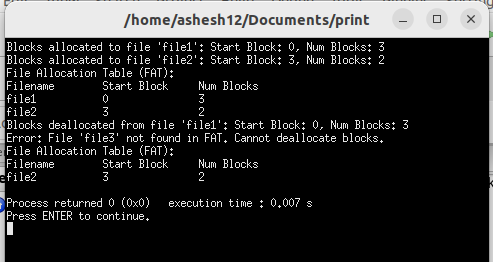 /home/ashesh12/Documents/print
Blocks allocated to file 'file1': Start Block: 0, Num Blocks: 3
Blocks allocated to file 'file2': Start Block: 3, Num Blocks: 2
File Allocation Table (FAT):
Filename Start Block Num Blocks
file1 0 3
file2 3 2
Blocks deallocated from file 'file1': Start Block: 0, Num Blocks: 3
Error: File 'file3' not found in FAT. Cannot deallocate blocks.
File Allocation Table (FAT):
Filename Start Block Num Blocks
file2 3 2
Process returned 0 (0x0) execution time : 0.007 s
Press ENTER to continue.